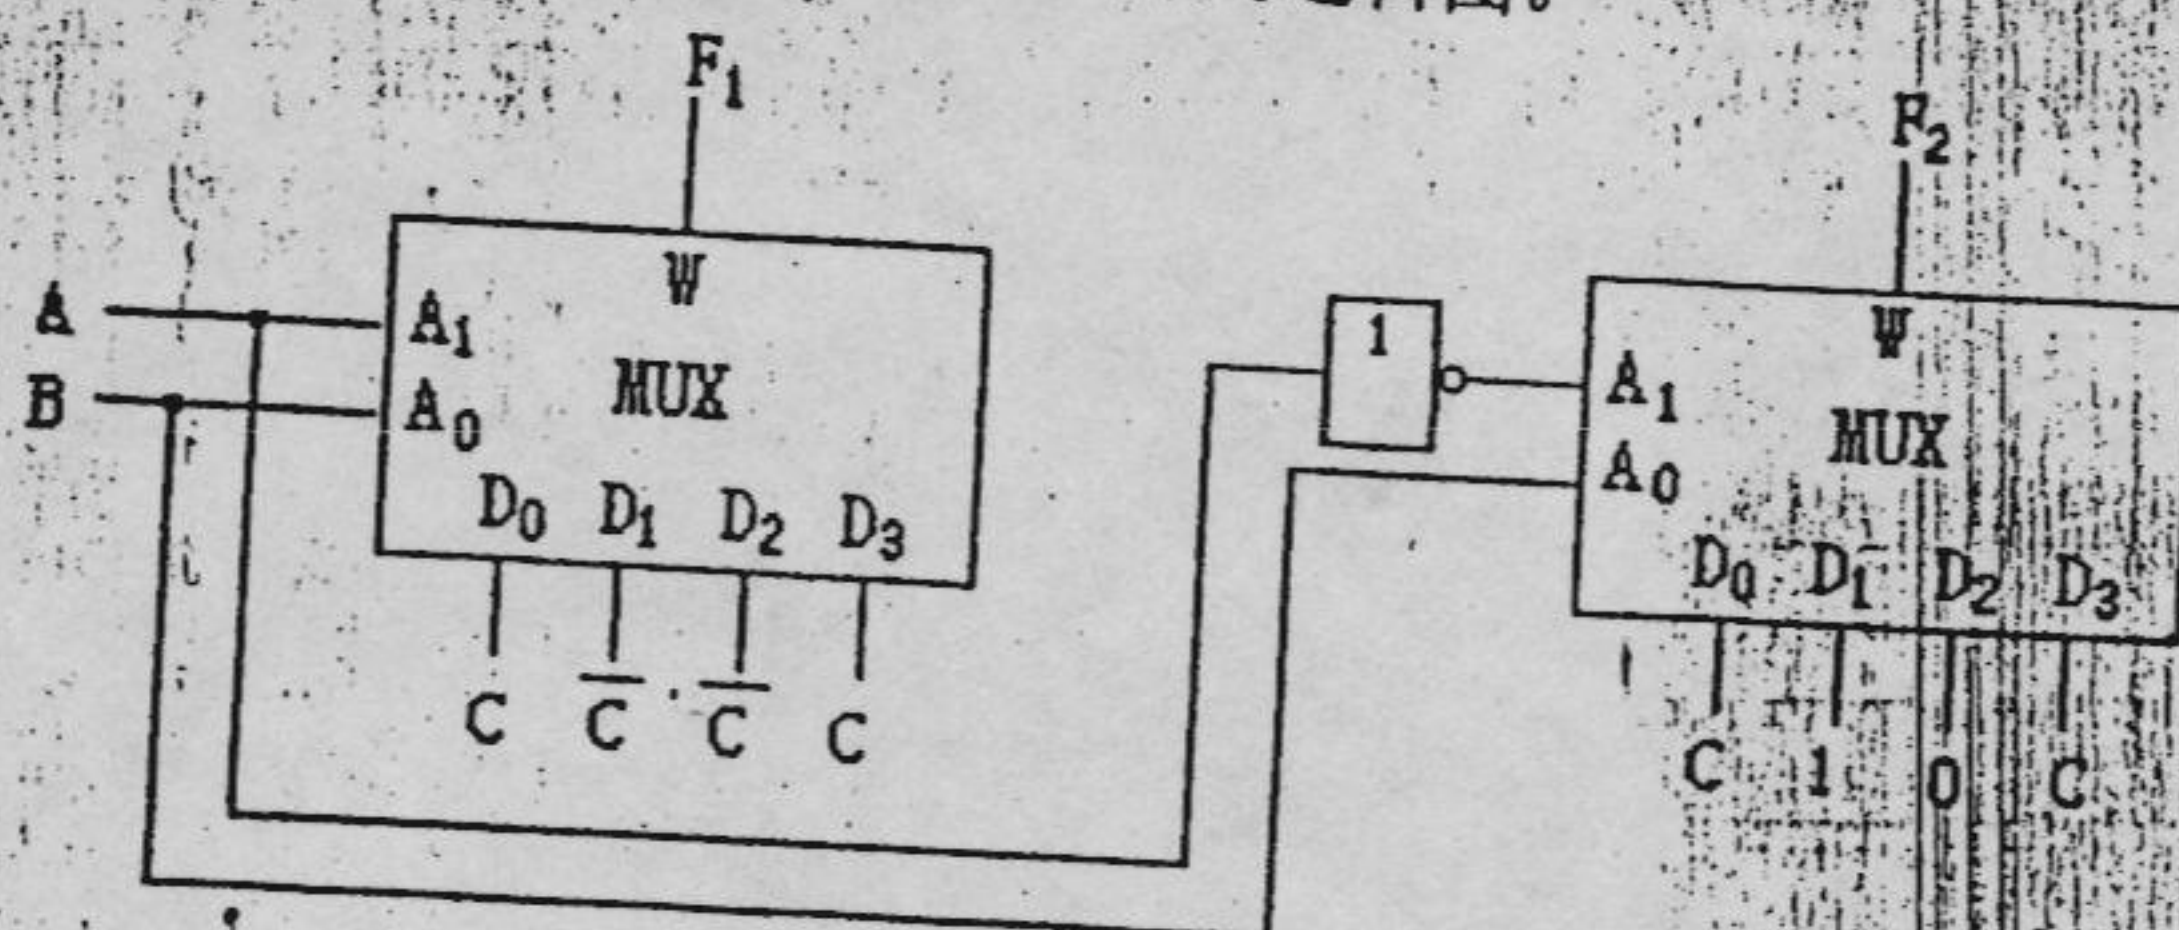 图。
F₁
F₂
W
A
A₁
MUX
B
A₀
D₀ D₁ D₂ D₃
C C̅ C̅ C
1
W
A₁
MUX
A₀
D₀ D₁ D₂ D₃
C 1 0 C